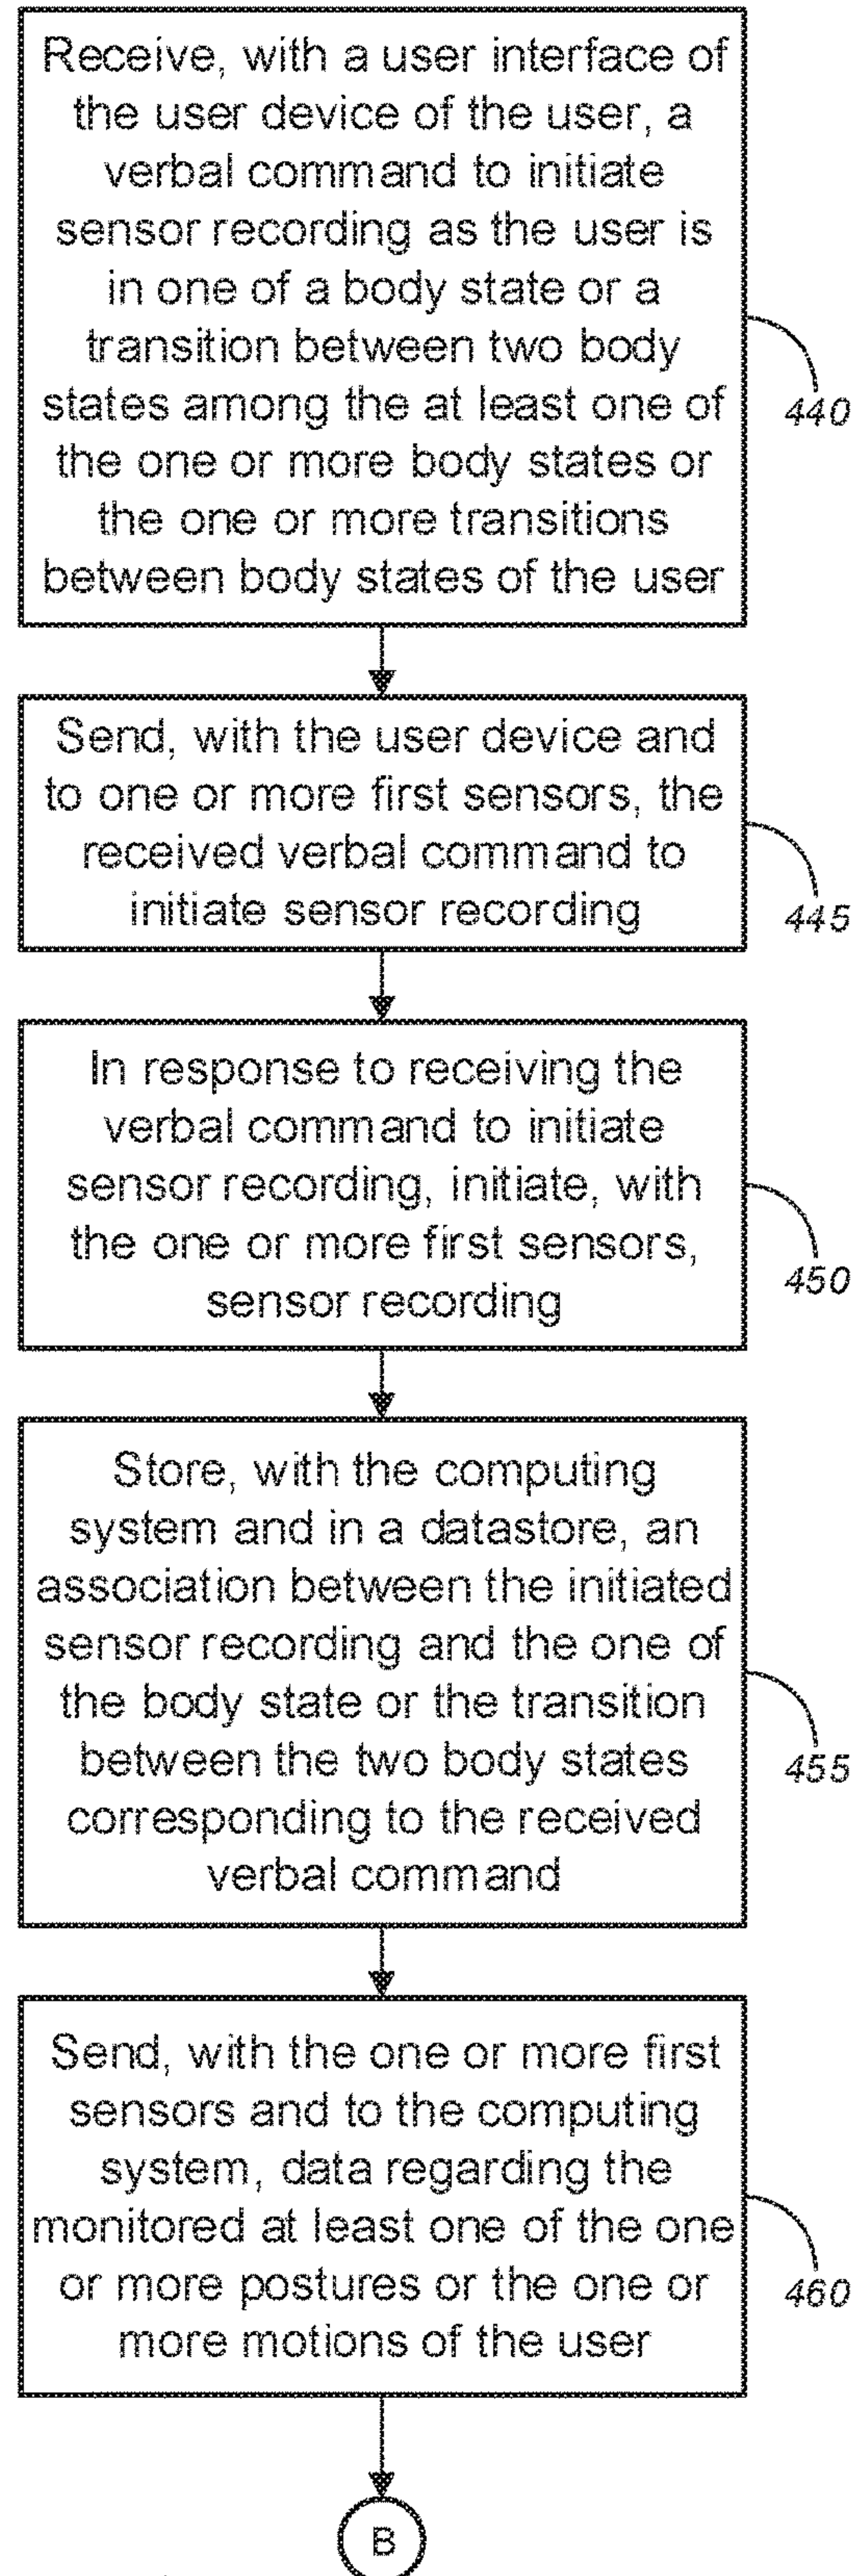 Receive, with a user interface of
the user device of the user, a
verbal command to initiate
sensor recording as the user is
in one of a body state or a
transition between two body
states among the at least one of
the one or more body states or
the one or more transitions
between body states of the user
440
Send, with the user device and
to one or more first sensors, the
received verbal command to
initiate sensor recording
445
In response to receiving the
verbal command to initiate
sensor recording, initiate, with
the one or more first sensors,
sensor recording
450
Store, with the computing
system and in a datastore, an
association between the initiated
sensor recording and the one of
the body state or the transition
between the two body states
corresponding to the received
verbal command
455
Send, with the one or more first
sensors and to the computing
system, data regarding the
monitored at least one of the one
or more postures or the one or
more motions of the user
460
B